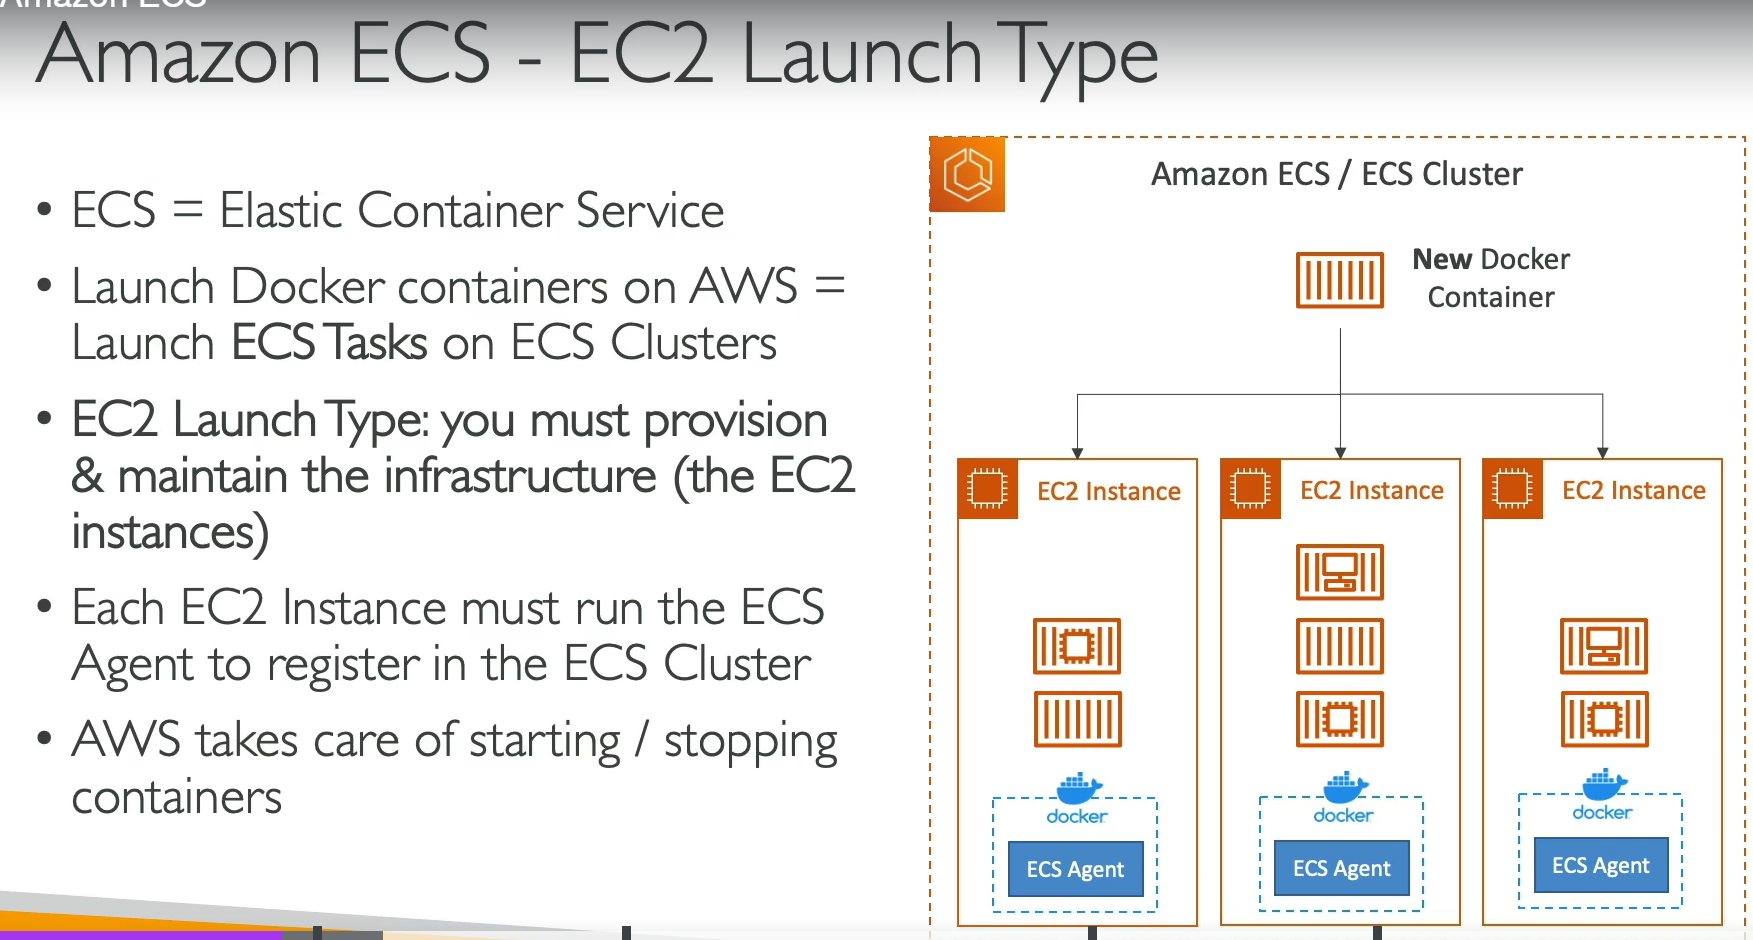 Amazon ECS
Amazon ECS - EC2 Launch Type
• ECS = Elastic Container Service
• Launch Docker containers on AWS =
Launch ECS Tasks on ECS Clusters
• EC2 Launch Type: you must provision
& maintain the infrastructure (the EC2
instances)
• Each EC2 Instance must run the ECS
Agent to register in the ECS Cluster
• AWS takes care of starting / stopping
containers
Amazon ECS / ECS Cluster
New Docker
Container
EC2 Instance
EC2 Instance
EC2 Instance
docker
docker
docker
ECS Agent
ECS Agent
ECS Agent